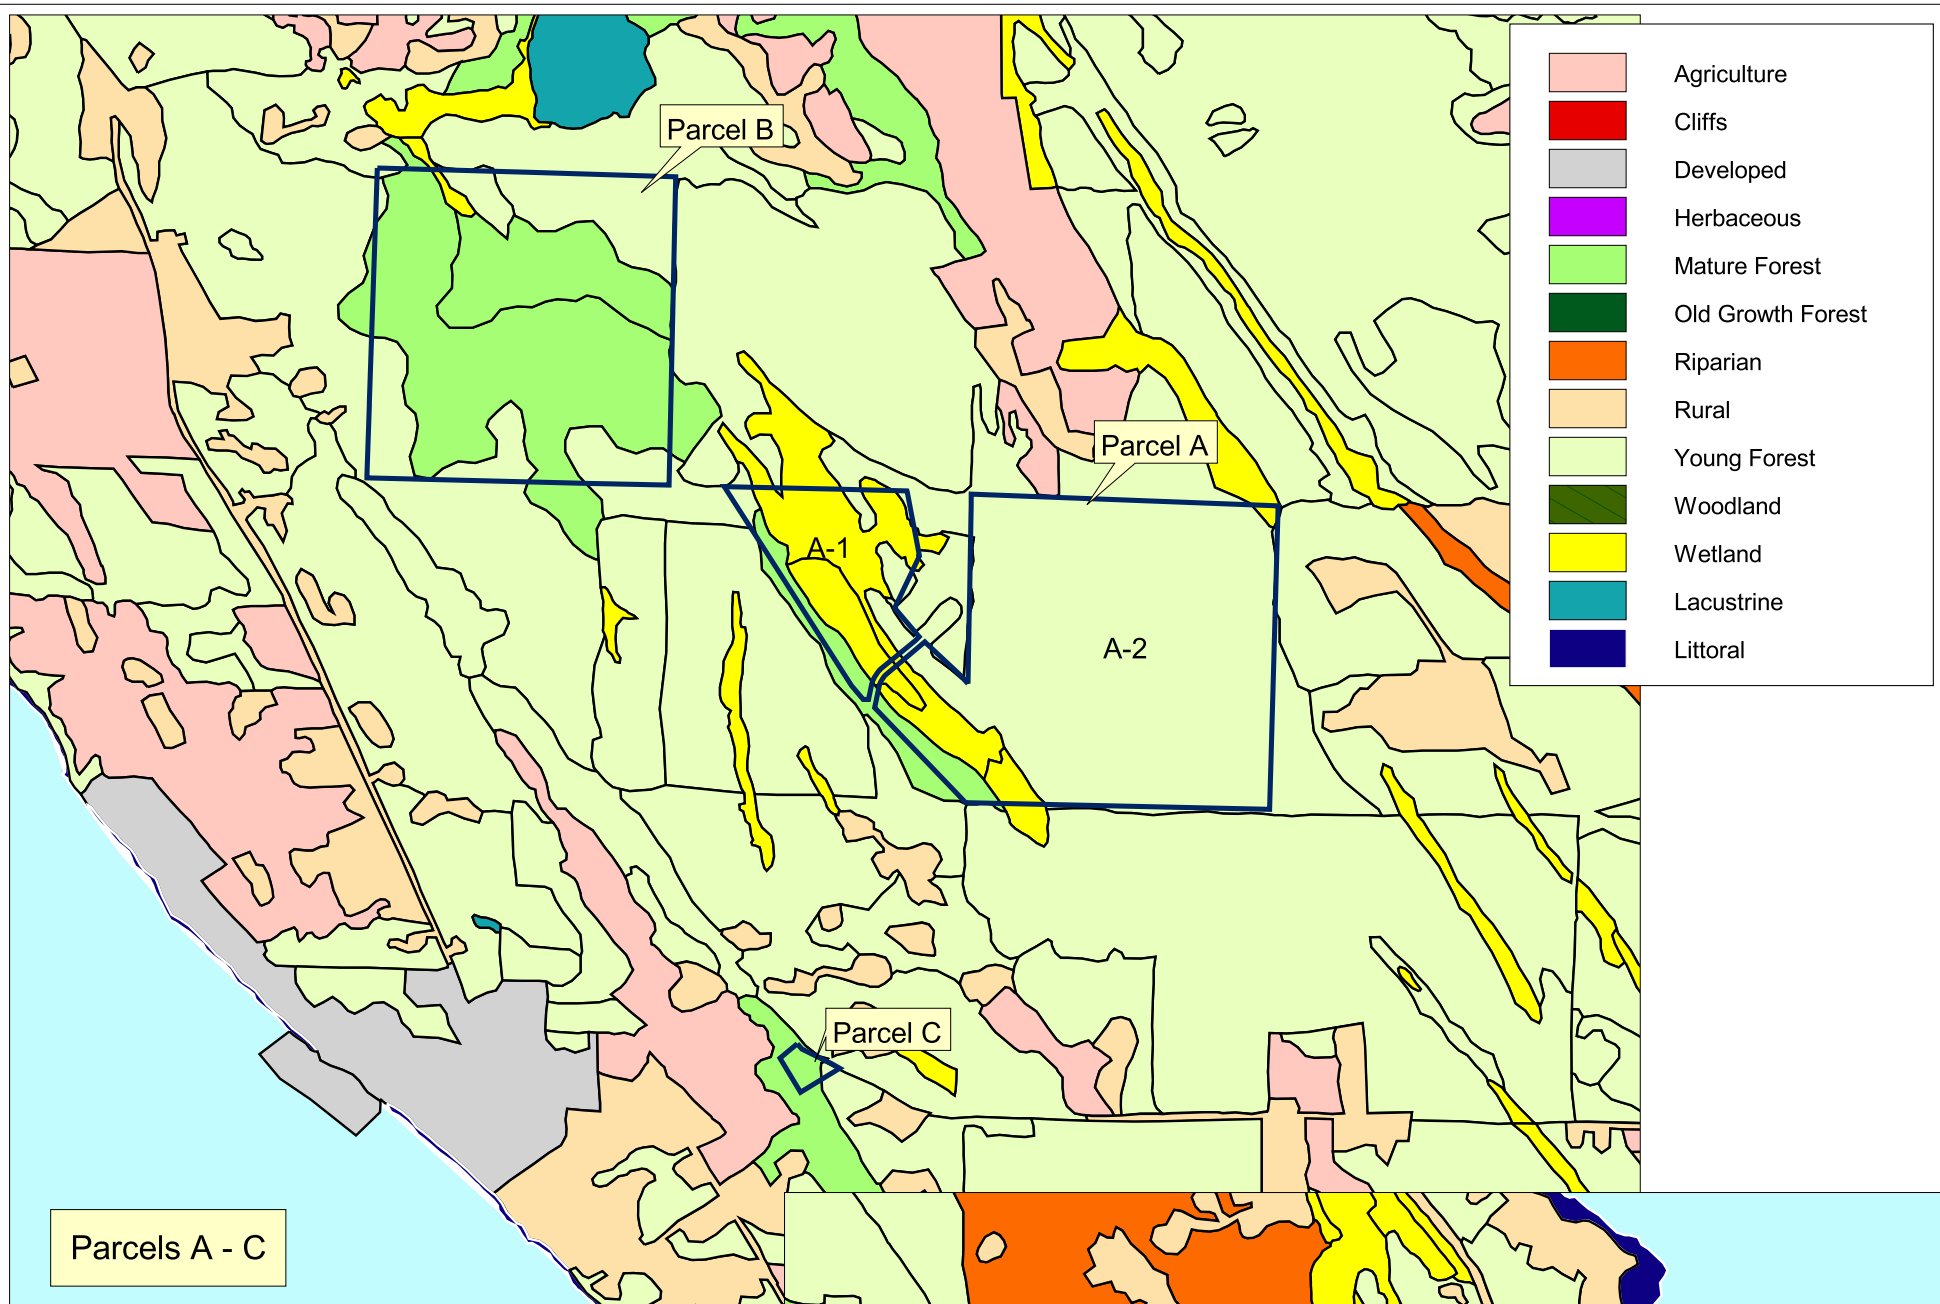 Agriculture
Cliffs
Developed
Herbaceous
Mature Forest
Old Growth Forest
Riparian
Rural
Young Forest
Woodland
Wetland
Lacustrine
Littoral
Parcel B
Parcel A
A-1
A-2
Parcel C
Parcels A - C